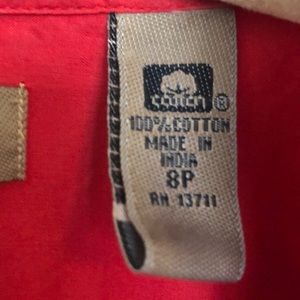 cotton ®
100% COTTON
MADE IN
INDIA
8P
RN 13711